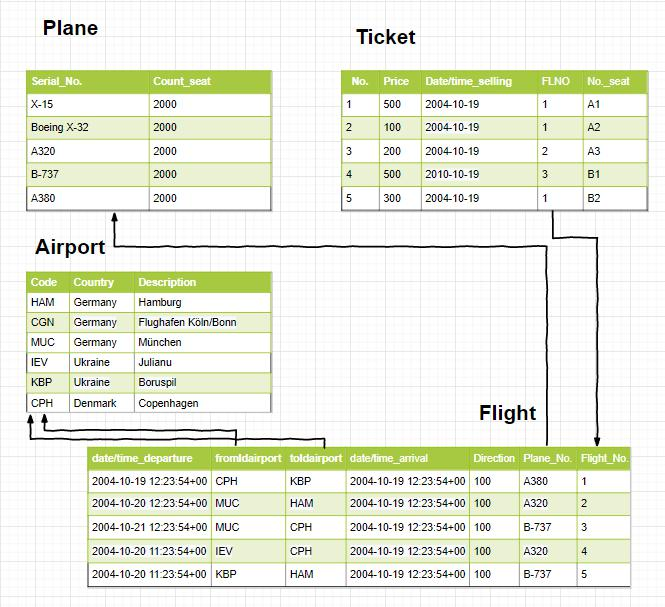 Plane
Serial_No. Count_seat
X-15 2000
Boeing X-32 2000
A320 2000
B-737 2000
A380 2000
Ticket
No. Price Date/time_selling FLNO No._seat
1 500 2004-10-19 1 A1
2 100 2004-10-19 1 A2
3 200 2004-10-19 2 A3
4 500 2010-10-19 3 B1
5 300 2004-10-19 1 B2
Airport
Code Country Description
HAM Germany Hamburg
CGN Germany Flughafen Köln/Bonn
MUC Germany München
IEV Ukraine Julianu
KBP Ukraine Boruspil
CPH Denmark Copenhagen
Flight
date/time_departure fromIdairport toIdairport date/time_arrival Direction Plane_No. Flight_No.
2004-10-19 12:23:54+00 CPH KBP 2004-10-19 12:23:54+00 100 A380 1
2004-10-20 12:23:54+00 MUC HAM 2004-10-19 12:23:54+00 100 A320 2
2004-10-21 12:23:54+00 MUC CPH 2004-10-19 12:23:54+00 100 B-737 3
2004-10-20 11:23:54+00 IEV CPH 2004-10-19 12:23:54+00 100 A320 4
2004-10-20 11:23:54+00 KBP HAM 2004-10-19 12:23:54+00 100 B-737 5